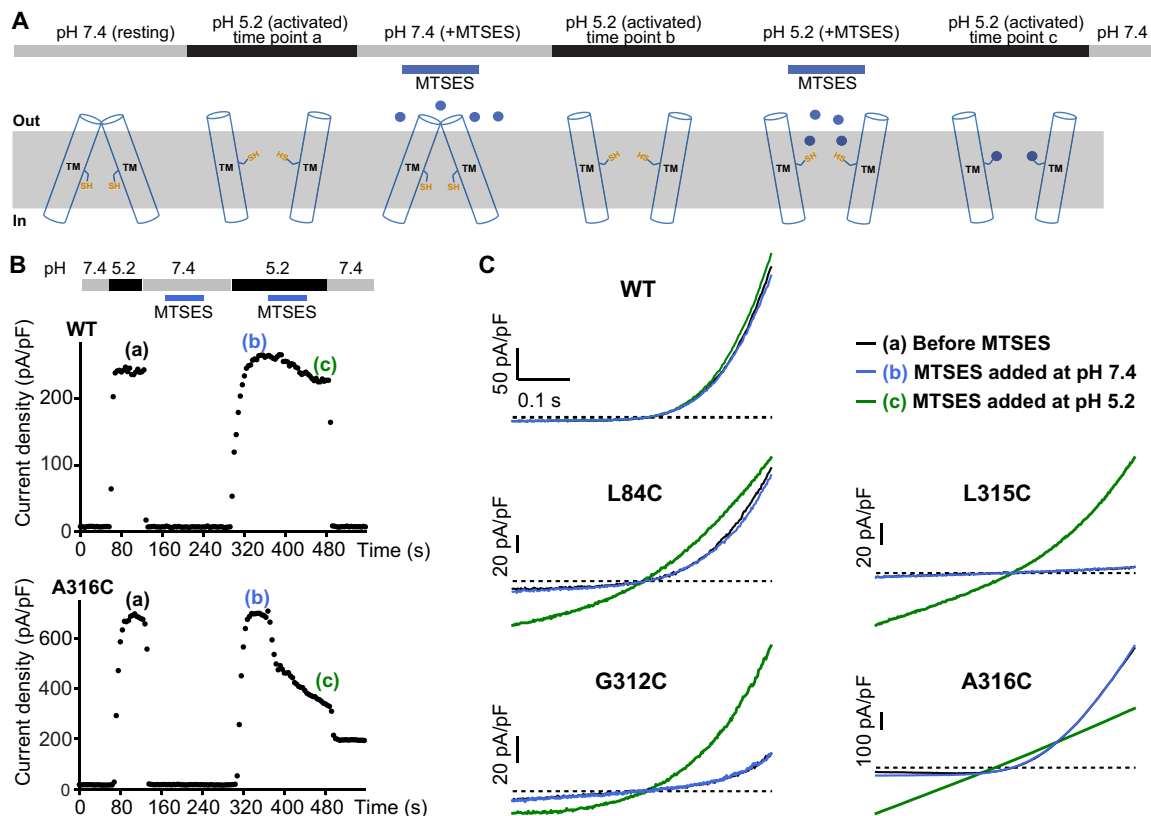 A
pH 7.4 (resting)
pH 5.2 (activated)
time point a
pH 7.4 (+MTSES)
pH 5.2 (activated)
time point b
pH 5.2 (+MTSES)
pH 5.2 (activated)
time point c
pH 7.4
MTSES
MTSES
Out
In
TM
TM
SH
SH
TM
TM
SH
HS
TM
TM
SH
SH
TM
TM
SH
HS
TM
TM
SH
HS
TM
TM
B
pH
7.4
5.2
7.4
5.2
7.4
MTSES
MTSES
WT
(a)
(b)
(c)
Current density (pA/pF)
200
100
0
0
80
160
240
320
400
480
Time (s)
A316C
(a)
(b)
(c)
Current density (pA/pF)
600
400
200
0
0
80
160
240
320
400
480
Time (s)
C
WT
50 pA/pF
0.1 s
(a) Before MTSES
(b) MTSES added at pH 7.4
(c) MTSES added at pH 5.2
L84C
20 pA/pF
L315C
20 pA/pF
G312C
20 pA/pF
A316C
100 pA/pF